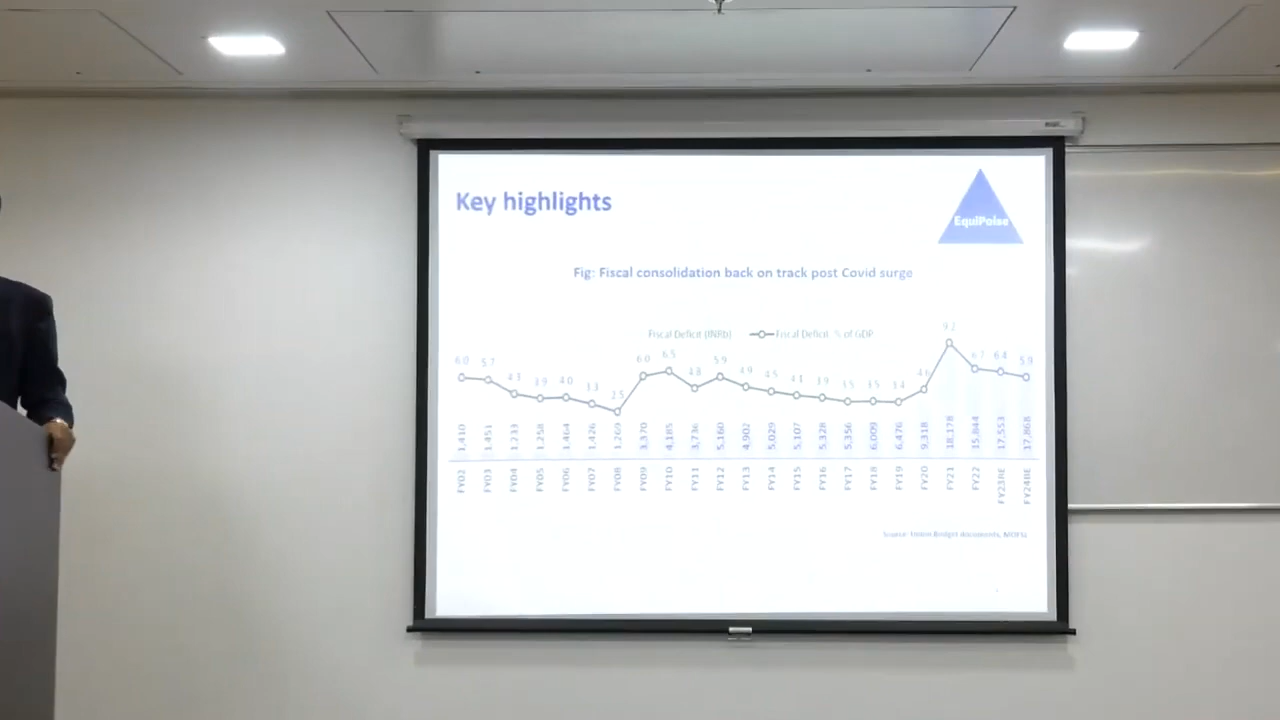 Key highlights
EquiPoise
Fig: Fiscal consolidation back on track post Covid surge
Fiscal Deficit (INRb) Fiscal Deficit % of GDP
6.0 5.7 4.3 3.9 4.0 3.3 2.5 6.0 6.5 4.8 5.9 4.9 4.5 4.1 3.9 3.5 3.5 3.4 4.6 9.2 6.7 6.4 5.9
1,410 1,451 1,233 1,258 1,464 1,426 1,269 3,370 4,185 3,736 5,160 4,902 5,029 5,107 5,328 5,356 6,009 6,476 9,318 18,178 15,844 17,553 17,868
FY02 FY03 FY04 FY05 FY06 FY07 FY08 FY09 FY10 FY11 FY12 FY13 FY14 FY15 FY16 FY17 FY18 FY19 FY20 FY21 FY22 FY23RE FY24BE
Source: Union Budget documents,